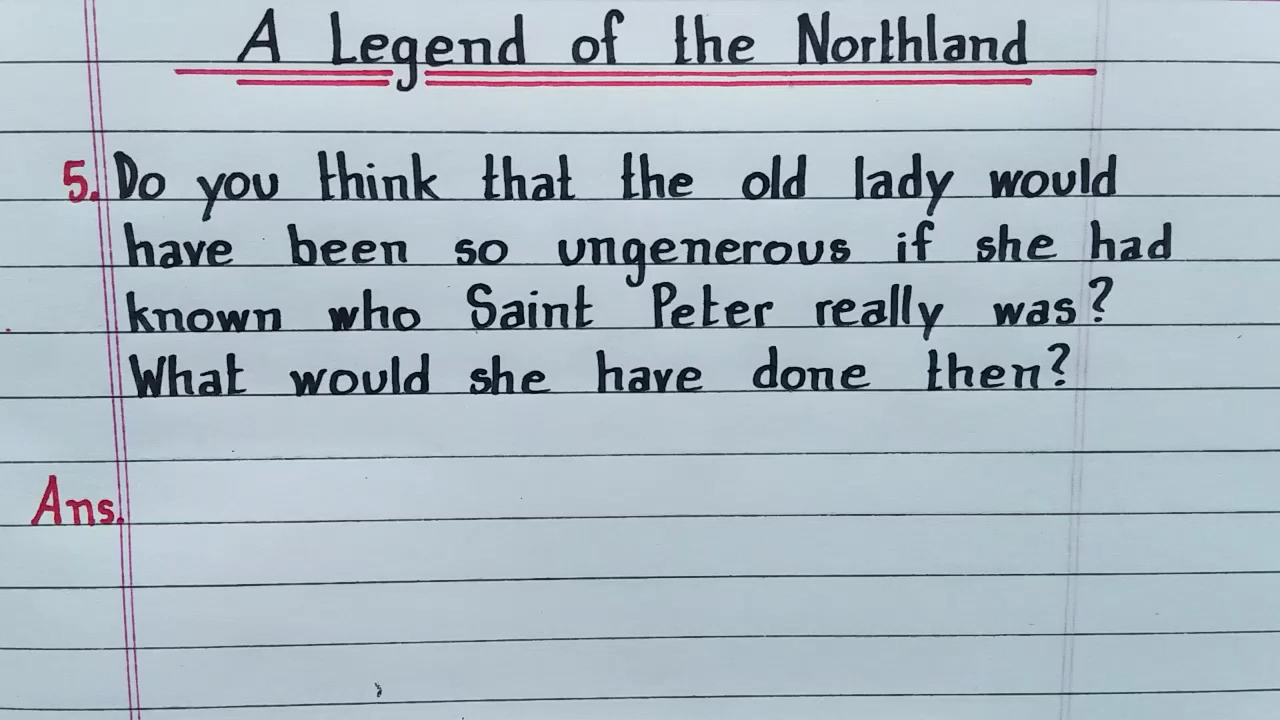 A Legend of the Northland
5. Do you think that the old lady would
have been so ungenerous if she had
known who Saint Peter really was?
What would she have done then?
Ans.